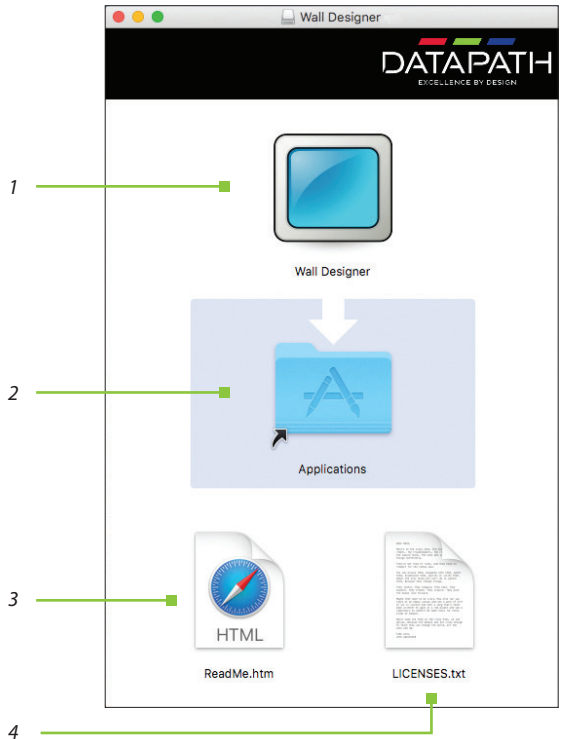 Wall Designer
DATAPATH
EXCELLENCE BY DESIGN
1
Wall Designer
2
Applications
3
HTML
ReadMe.htm
LICENSES.txt
4